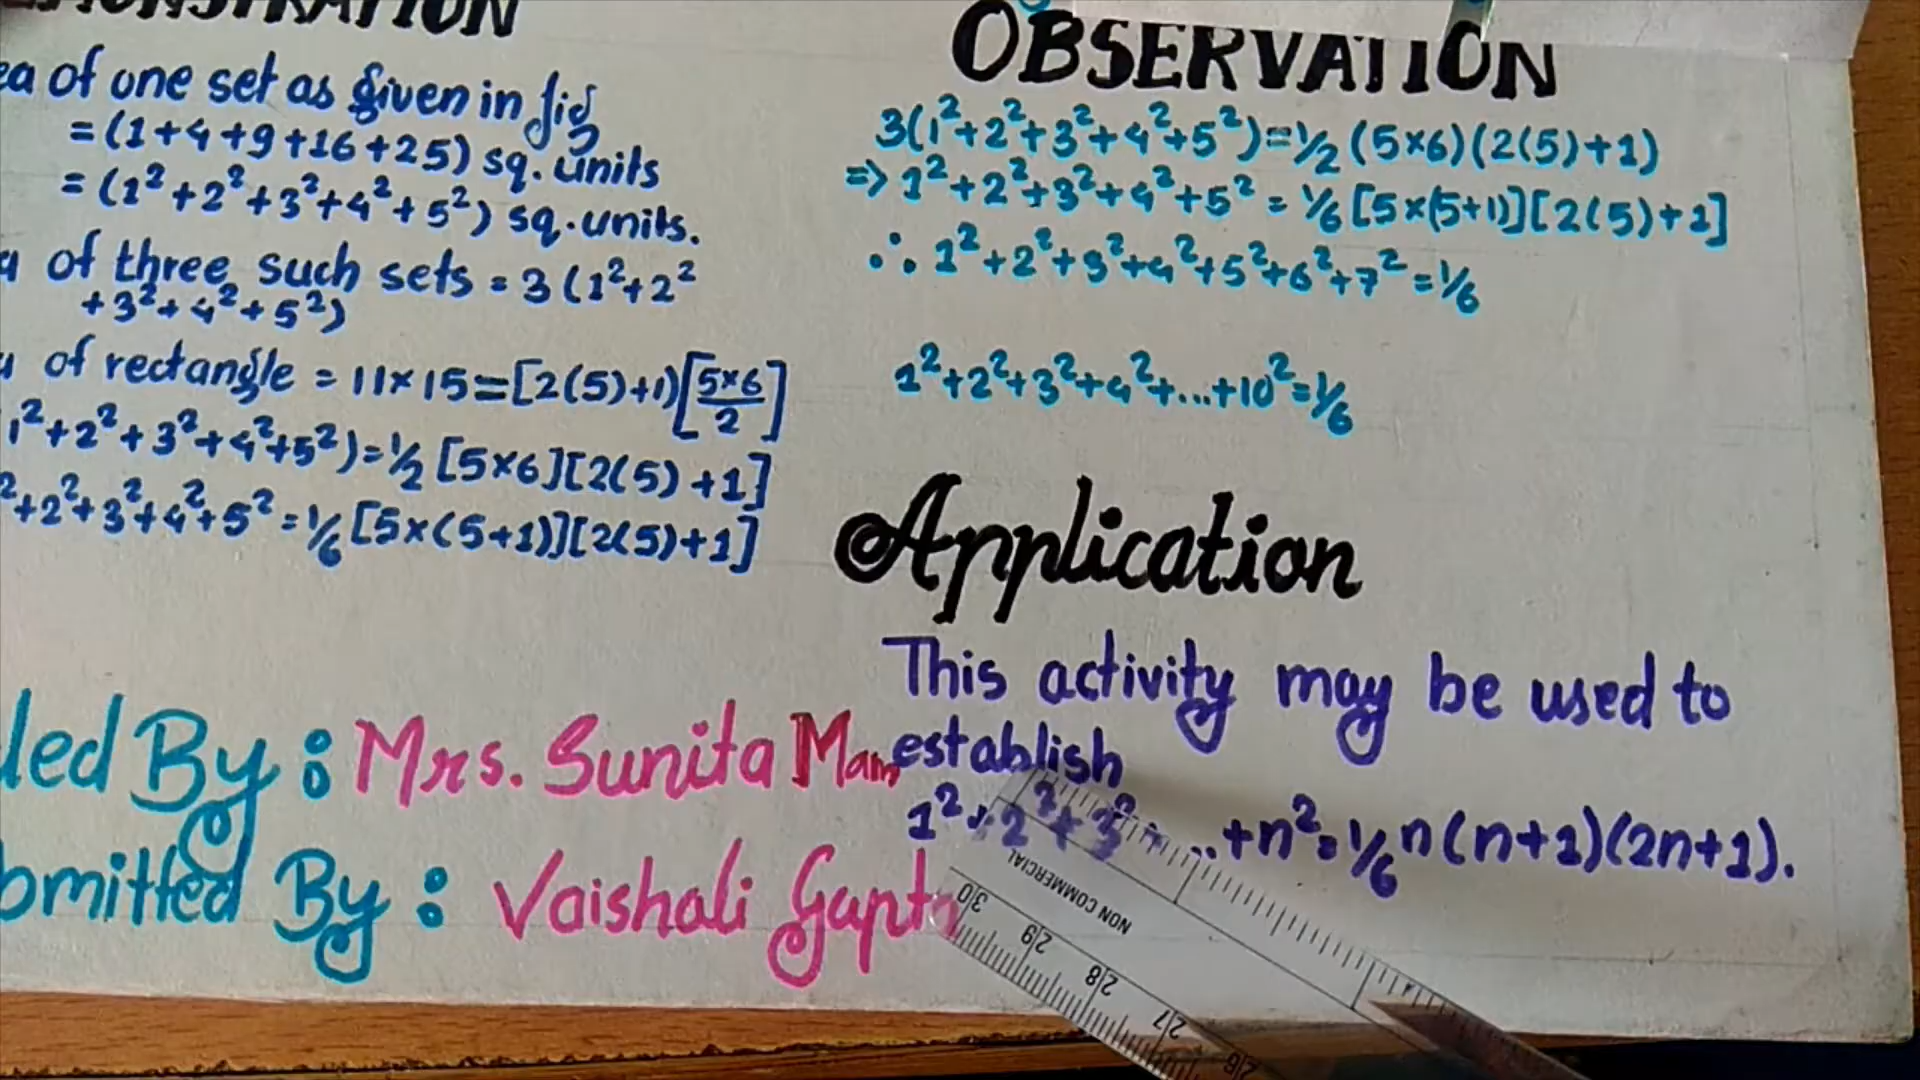 of one set as given in fig
= (1+4+9+16+25) sq. units
= (1²+2²+3²+4²+5²) sq. units.
of three such sets = 3 (1²+2²
+3²+4²+5²)
of rectangle = 11×15 = [2(5)+1)[5×6/2]
1²+2²+3²+4²+5²) = 1/2 [5×6][2(5)+1]
²+2²+3²+4²+5² = 1/6 [5×(5+1)][2(5)+1]
By : Mrs. Sunita Mam
By : Vaishali Gupta
OBSERVATION
3(1²+2²+3²+4²+5²) = 1/2 (5×6)(2(5)+1)
⇒ 1²+2²+3²+4²+5² = 1/6 [5×(5+1)][2(5)+1]
∴ 1²+2²+3²+4²+5²+6²+7² = 1/6
1²+2²+3²+4²+...+10² = 1/6
Application
This activity may be used to
establish
1²+2²+3²+...+n² = 1/6 n(n+1)(2n+1).
NON COMMERCIAL
30 29 28 27 26